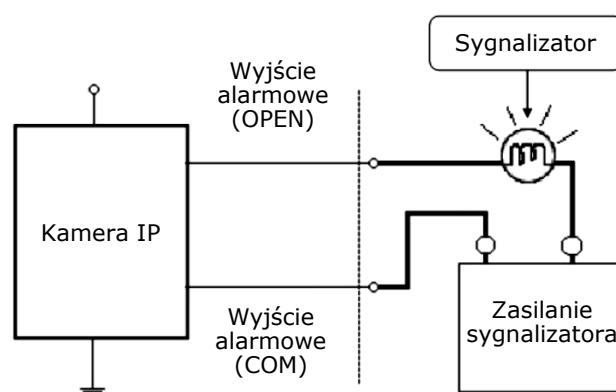 Sygnalizator
Wyjście
alarmowe
(OPEN)
Kamera IP
Wyjście
alarmowe
(COM)
Zasilanie
sygnalizatora